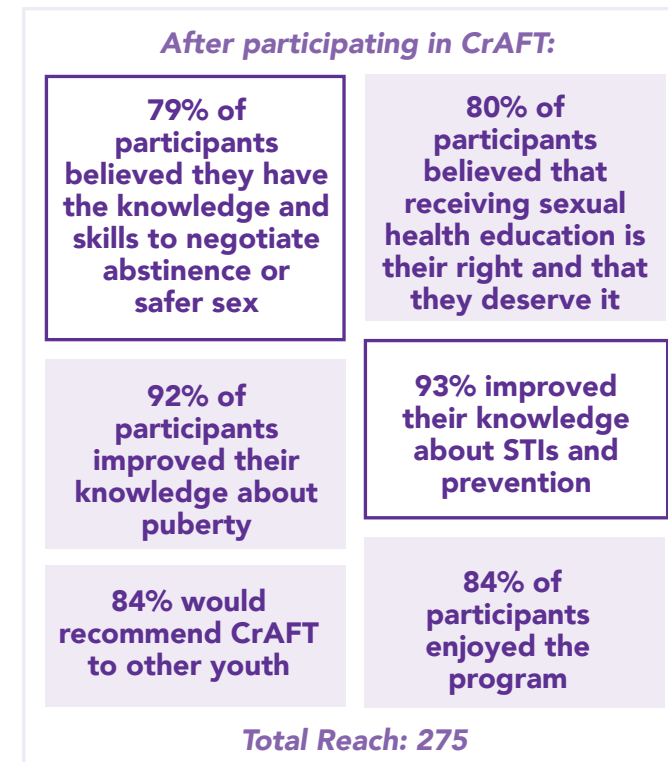 After participating in CrAFT:
79% of
participants
believed they have
the knowledge and
skills to negotiate
abstinence or
safer sex
80% of
participants
believed that
receiving sexual
health education is
their right and that
they deserve it
92% of
participants
improved their
knowledge about
puberty
93% improved
their knowledge
about STIs and
prevention
84% would
recommend CrAFT
to other youth
84% of
participants
enjoyed the
program
Total Reach: 275